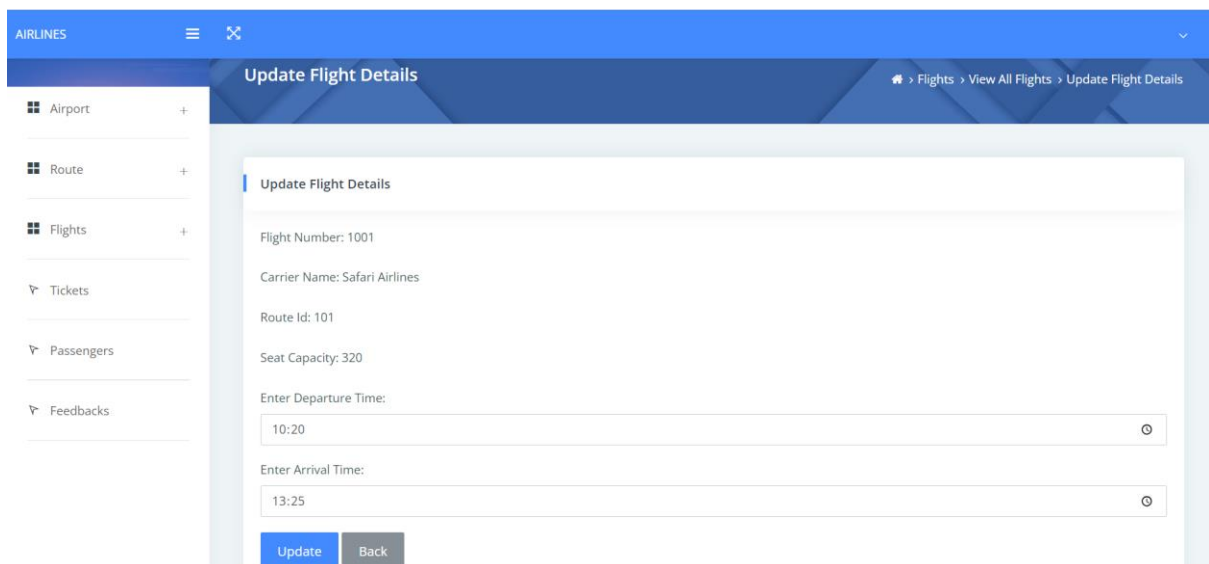 AIRLINES
Update Flight Details
> Flights > View All Flights > Update Flight Details
Airport +
Route +
Flights +
Tickets
Passengers
Feedbacks
Update Flight Details
Flight Number: 1001
Carrier Name: Safari Airlines
Route Id: 101
Seat Capacity: 320
Enter Departure Time:
10:20
Enter Arrival Time:
13:25
Update Back